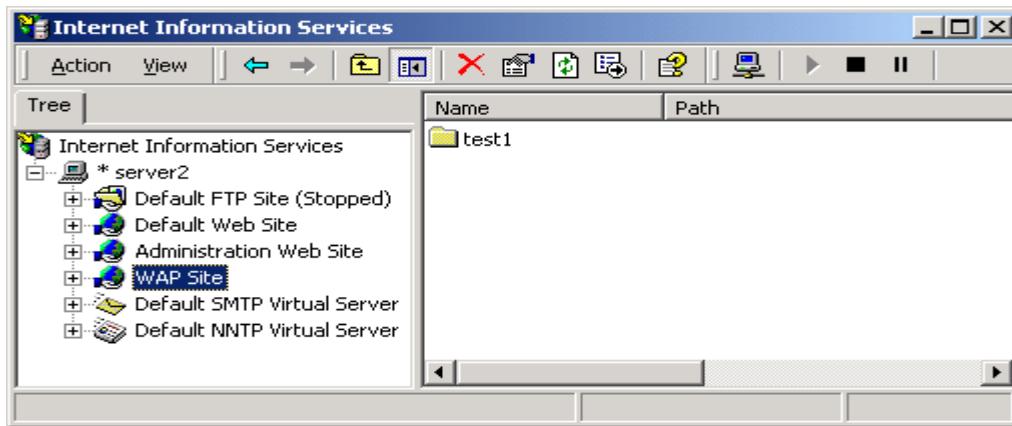 Internet Information Services
Action View
Tree
Name Path
Internet Information Services
* server2
Default FTP Site (Stopped)
Default Web Site
Administration Web Site
WAP Site
Default SMTP Virtual Server
Default NNTP Virtual Server
test1